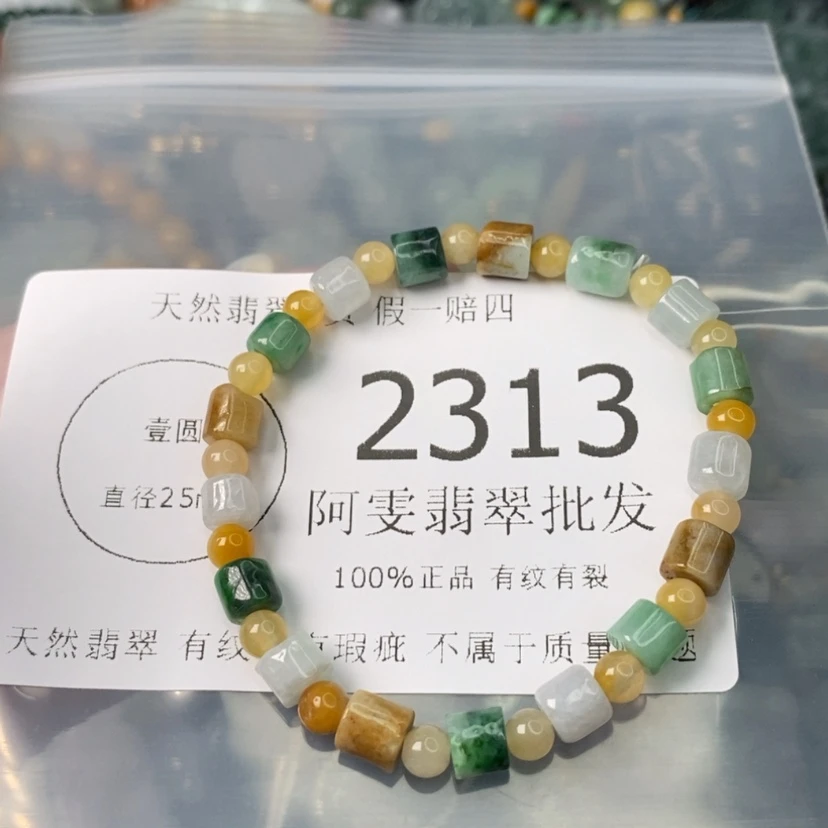 天然翡翠 假一赔四
壹圆
2313
直径25
阿雯翡翠批发
100%正品 有纹有裂
天然翡翠 有纹 瑕疵 不属于质量 题